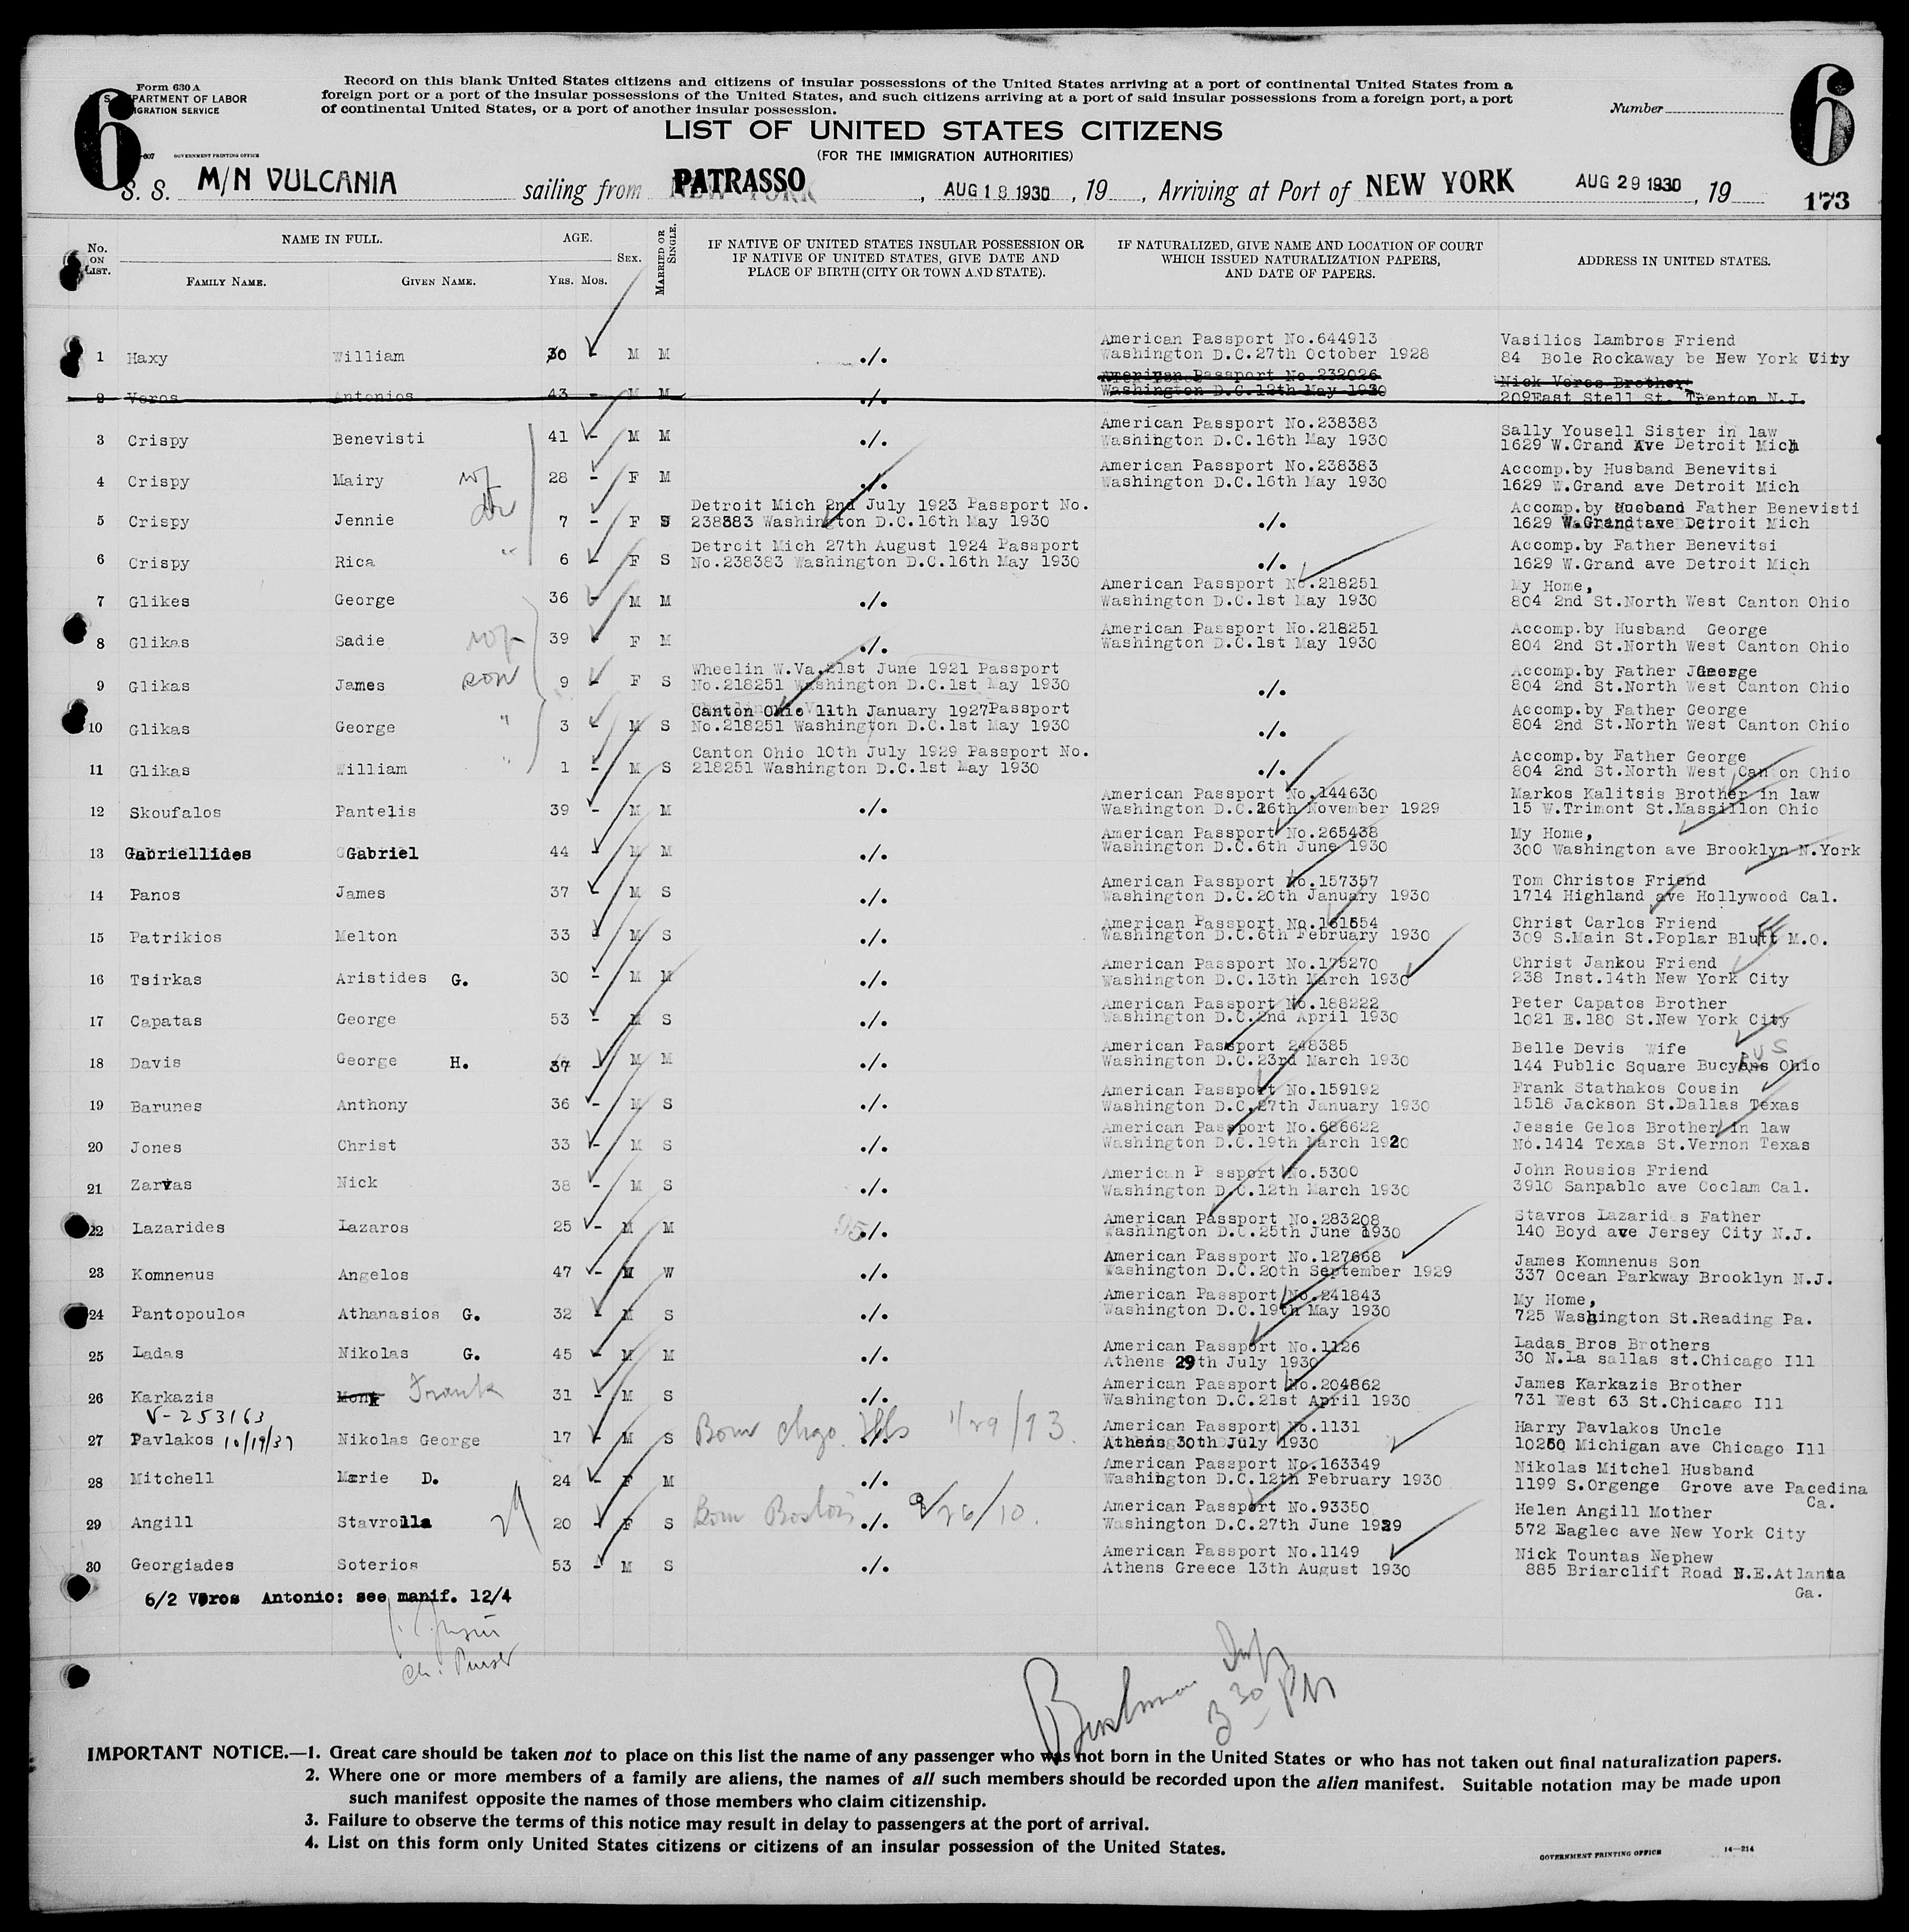 6
6
Form 630 A
U. S. DEPARTMENT OF LABOR
IMMIGRATION SERVICE
GOVERNMENT PRINTING OFFICE
Record on this blank United States citizens and citizens of insular possessions of the United States arriving at a port of continental United States from a
foreign port or a port of the insular possessions of the United States, and such citizens arriving at a port of said insular possessions from a foreign port, a port
of continental United States, or a port of another insular possession.
Number
LIST OF UNITED STATES CITIZENS
(FOR THE IMMIGRATION AUTHORITIES)
S. S. M/N VULCANIA sailing from PATRASSO, AUG 18 1930, 19, Arriving at Port of NEW YORK AUG 29 1930, 19
173
No. ON LIST. NAME IN FULL. FAMILY NAME. GIVEN NAME. AGE. YRS. MOS. SEX. MARRIED OR SINGLE.
IF NATIVE OF UNITED STATES INSULAR POSSESSION OR IF NATIVE OF UNITED STATES, GIVE DATE AND PLACE OF BIRTH (CITY OR TOWN AND STATE).
IF NATURALIZED, GIVE NAME AND LOCATION OF COURT WHICH ISSUED NATURALIZATION PAPERS, AND DATE OF PAPERS.
ADDRESS IN UNITED STATES.
1 Haxy William 30 - M M ./. American Passport No.644913 Vasilios Lambros Friend
Washington D.C.27th October 1928 84 Bole Rockaway be New York City
2 Veros Antonios 43 - M M ./. American Passport No.232026 Nick Veros Brother
Washington D.C.12th May 1930 209East Stell St. Trenton N.J.
3 Crispy Benevisti 41 - M M ./. American Passport No.238383 Sally Yousell Sister in law
Washington D.C.16th May 1930 1629 W.Grand Ave Detroit Mich
4 Crispy Mairy wf 28 - F M ./. American Passport No.238383 Accomp.by Husband Benevitsi
Washington D.C.16th May 1930 1629 W.Grand ave Detroit Mich
5 Crispy Jennie 7 - F S Detroit Mich 2nd July 1923 Passport No. ./. Accomp.by Father Benevisti
238383 Washington D.C.16th May 1930 1629 W.Grand ave Detroit Mich
6 Crispy Rica " 6 - F S Detroit Mich 27th August 1924 Passport ./. Accomp.by Father Benevitsi
No.238383 Washington D.C.16th May 1930 1629 W.Grand ave Detroit Mich
7 Glikes George 36 - M M ./. American Passport No.218251 My Home,
Washington D.C.1st May 1930 804 2nd St.North West Canton Ohio
8 Glikas Sadie wf 39 - F M ./. American Passport No.218251 Accomp.by Husband George
Washington D.C.1st May 1930 804 2nd St.North West Canton Ohio
9 Glikas James son 9 - F S Wheelin W.Va.21st June 1921 Passport ./. Accomp.by Father George
No.218251 Washington D.C.1st May 1930 804 2nd St.North West Canton Ohio
10 Glikas George " 3 - M S Canton Ohio 11th January 1927Passport ./. Accomp.by Father George
No.218251 Washington D.C.1st May 1930 804 2nd St.North West Canton Ohio
11 Glikas William " 1 - M S Canton Ohio 10th July 1929 Passport No. ./. Accomp.by Father George
218251 Washington D.C.1st May 1930 804 2nd St.North West Canton Ohio
12 Skoufalos Pantelis 39 - M M ./. American Passport No.144630 Markos Kalitsis Brother in law
Washington D.C.26th November 1929 15 W.Trimont St.Massillon Ohio
13 Gabriellides Gabriel 44 - M M ./. American Passport No.265438 My Home,
Washington D.C.6th June 1930 300 Washington ave Brooklyn N.York
14 Panos James 37 - M S ./. American Passport No.157357 Tom Christos Friend
Washington D.C.20th January 1930 1714 Highland ave Hollywood Cal.
15 Patrikios Melton 33 - M S ./. American Passport No.161554 Christ Carlos Friend
Washington D.C.6th February 1930 309 S.Main St.Poplar Bluff M.O.
16 Tsirkas Aristides G. 30 - M M ./. American Passport No.175270 Christ Jankou Friend
Washington D.C.13th March 1930 238 Inst.14th New York City
17 Capatas George 53 - M S ./. American Passport No.188222 Peter Capatos Brother
Washington D.C.2nd April 1930 1021 E.180 St.New York City
18 Davis George H. 37 - M M ./. American Passport 248385 Belle Devis Wife
Washington D.C.23rd March 1930 144 Public Square Bucyrus Ohio
19 Barunes Anthony 36 - M S ./. American Passport No.159192 Frank Stathakos Cousin
Washington D.C.27th January 1930 1518 Jackson St.Dallas Texas
20 Jones Christ 33 - M S ./. American Passport No.686622 Jessie Gelos Brother in law
Washington D.C.19th March 1920 No.1414 Texas St.Vernon Texas
21 Zarvas Nick 38 - M S ./. American Passport No.5300 John Rousios Friend
Washington D.C.12th March 1930 3910 Sanpablo ave Coclam Cal.
22 Lazarides Lazaros 25 - M M ./. American Passport No.283208 Stavros Lazarides Father
Washington D.C.25th June 1930 140 Boyd ave Jersey City N.J.
23 Komnenus Angelos 47 - M W ./. American Passport No.127668 James Komnenus Son
Washington D.C.20th September 1929 337 Ocean Parkway Brooklyn N.J.
24 Pantopoulos Athanasios G. 32 - M S ./. American Passport No.241843 My Home,
Washington D.C.19th May 1930 725 Washington St.Reading Pa.
25 Ladas Nikolas G. 45 - M M ./. American Passport No.1126 Ladas Bros Brothers
Athens 29th July 1930 30 N.La sallas st.Chicago Ill
26 Karkazis Frank 31 - M S ./. American Passport No.204862 James Karkazis Brother
Washington D.C.21st April 1930 731 West 63 St.Chicago Ill
V-253163
27 Pavlakos 10/19/37 Nikolas George 17 - M S Born Chgo. Ills 1/29/13. ./. American Passport No.1131 Harry Pavlakos Uncle
Athens 30th July 1930 10260 Michigan ave Chicago Ill
28 Mitchell Marie D. 24 - F M ./. American Passport No.163349 Nikolas Mitchel Husband
Washington D.C.12th February 1930 1199 S.Orgenge Grove ave Pacedina
Ca.
29 Angill Stavrolla 20 - F S Born Boston 9/26/10. ./. American Passport No.93350 Helen Angill Mother
Washington D.C.27th June 1929 572 Eaglec ave New York City
30 Georgiades Soterios 53 - M S ./. American Passport No.1149 Nick Tountas Nephew
Athens Greece 13th August 1930 885 Briarclift Road N.E.Atlanta
Ga.
6/2 Veros Antonio: see manif. 12/4
Ch. Purser
3 30 PM
IMPORTANT NOTICE.—1. Great care should be taken not to place on this list the name of any passenger who was not born in the United States or who has not taken out final naturalization papers.
2. Where one or more members of a family are aliens, the names of all such members should be recorded upon the alien manifest. Suitable notation may be made upon
such manifest opposite the names of those members who claim citizenship.
3. Failure to observe the terms of this notice may result in delay to passengers at the port of arrival.
4. List on this form only United States citizens or citizens of an insular possession of the United States.
GOVERNMENT PRINTING OFFICE 14—214